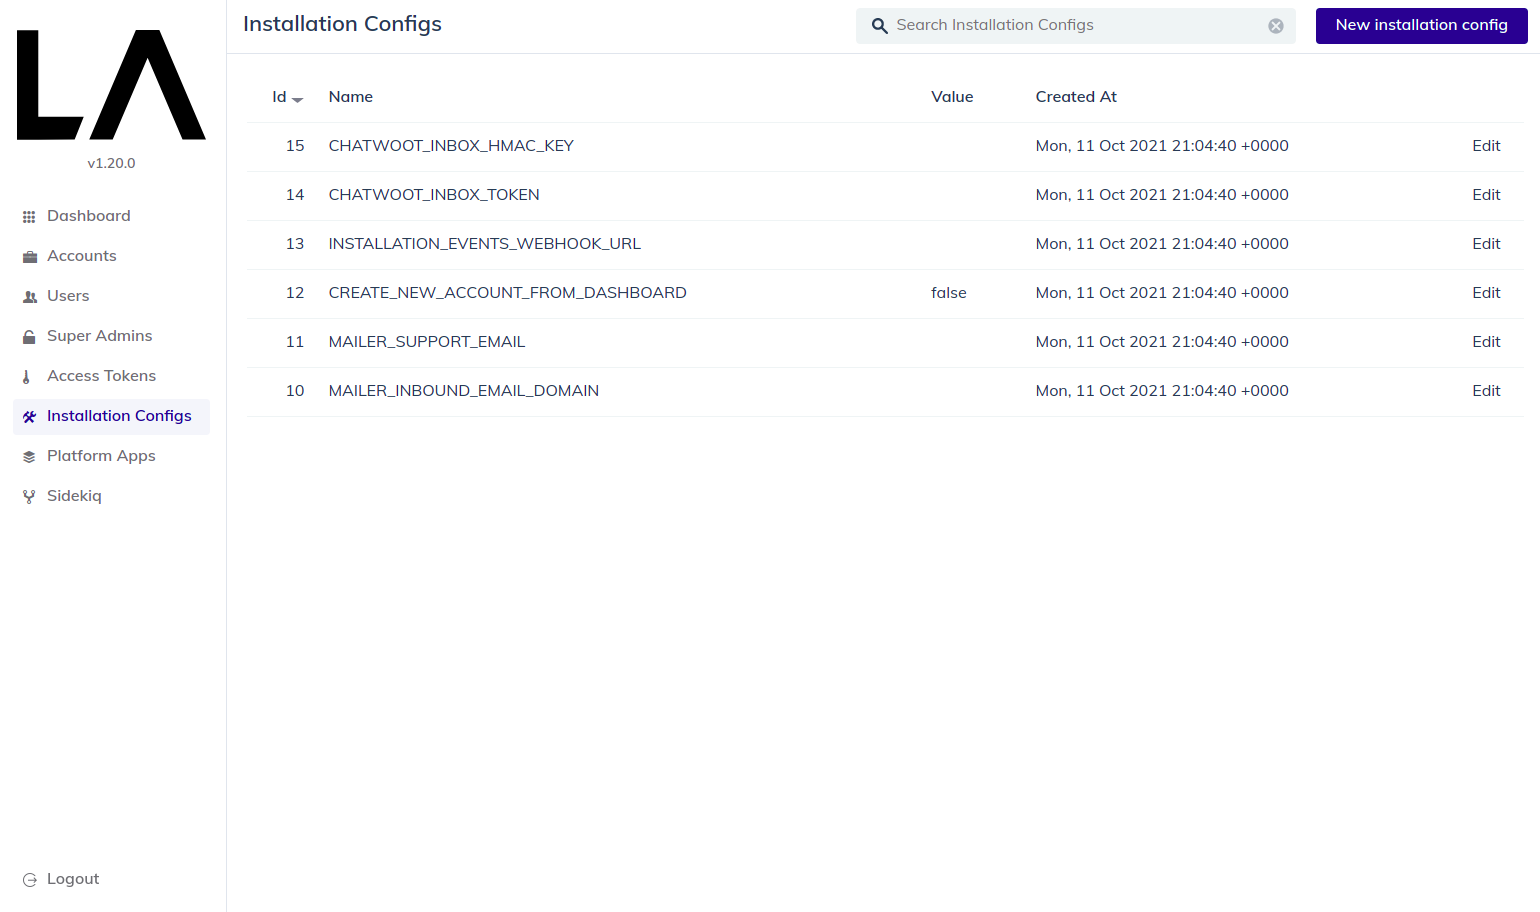 LA
v1.20.0
Dashboard
Accounts
Users
Super Admins
Access Tokens
Installation Configs
Platform Apps
Sidekiq
Logout
Installation Configs
Search Installation Configs
New installation config
Id Name Value Created At
15 CHATWOOT_INBOX_HMAC_KEY Mon, 11 Oct 2021 21:04:40 +0000 Edit
14 CHATWOOT_INBOX_TOKEN Mon, 11 Oct 2021 21:04:40 +0000 Edit
13 INSTALLATION_EVENTS_WEBHOOK_URL Mon, 11 Oct 2021 21:04:40 +0000 Edit
12 CREATE_NEW_ACCOUNT_FROM_DASHBOARD false Mon, 11 Oct 2021 21:04:40 +0000 Edit
11 MAILER_SUPPORT_EMAIL Mon, 11 Oct 2021 21:04:40 +0000 Edit
10 MAILER_INBOUND_EMAIL_DOMAIN Mon, 11 Oct 2021 21:04:40 +0000 Edit